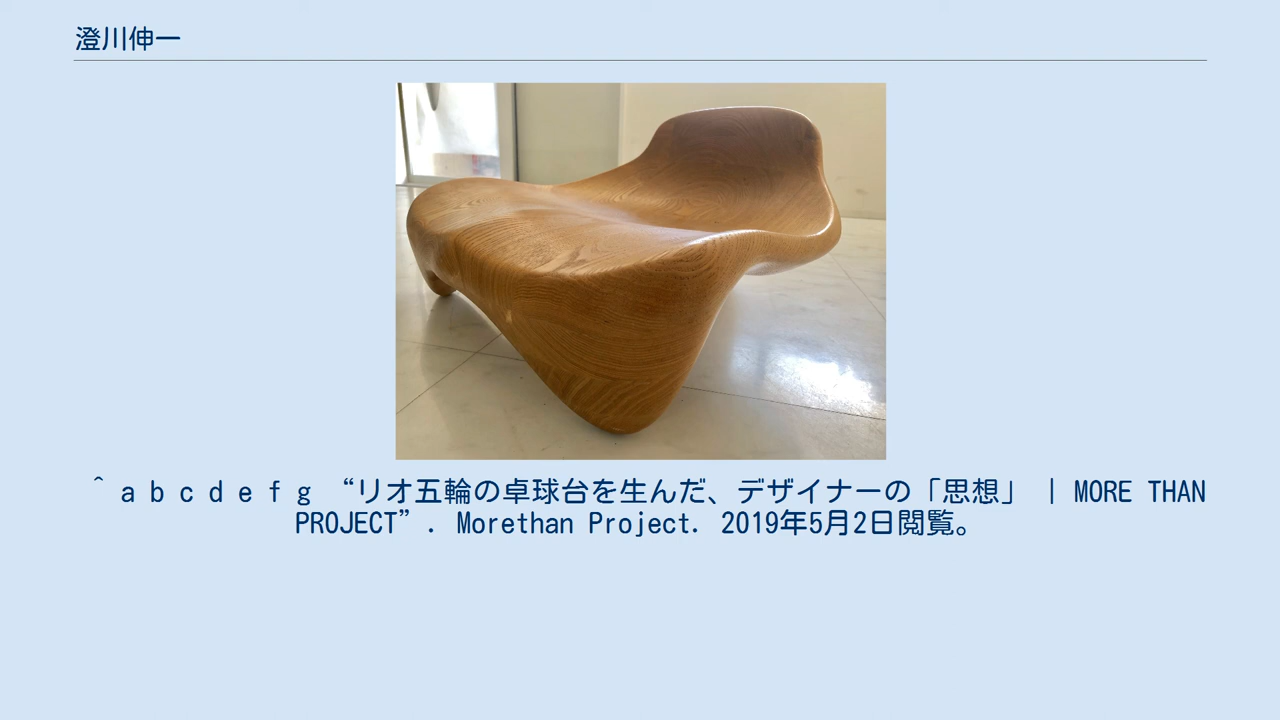 澄川伸一
^ a b c d e f g “リオ五輪の卓球台を生んだ、デザイナーの「思想」 | MORE THAN
PROJECT”. Morethan Project. 2019年5月2日閲覧。